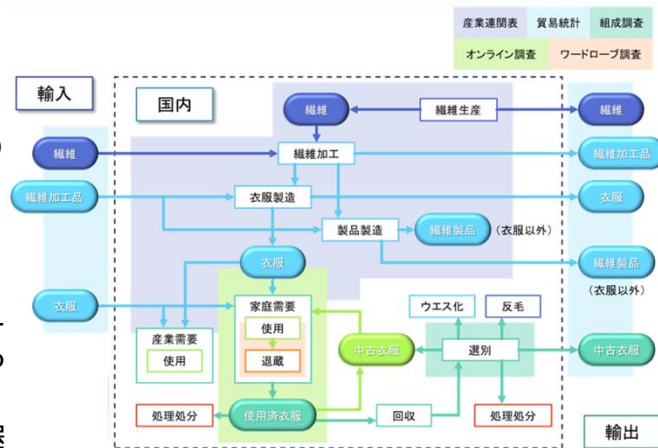 産業連関表 貿易統計 組成調査
オンライン調査 ワードローブ調査
輸入
国内
繊維
繊維生産
繊維
繊維
繊維加工
繊維加工品
繊維加工品
衣服製造
衣服
製品製造
繊維製品
(衣服以外)
衣服
繊維製品
(衣服以外)
衣服
家庭需要
ウエス化
反毛
産業需要
使用
使用
退蔵
中古衣服
選別
中古衣服
処理処分
使用済衣服
回収
処理処分
輸出